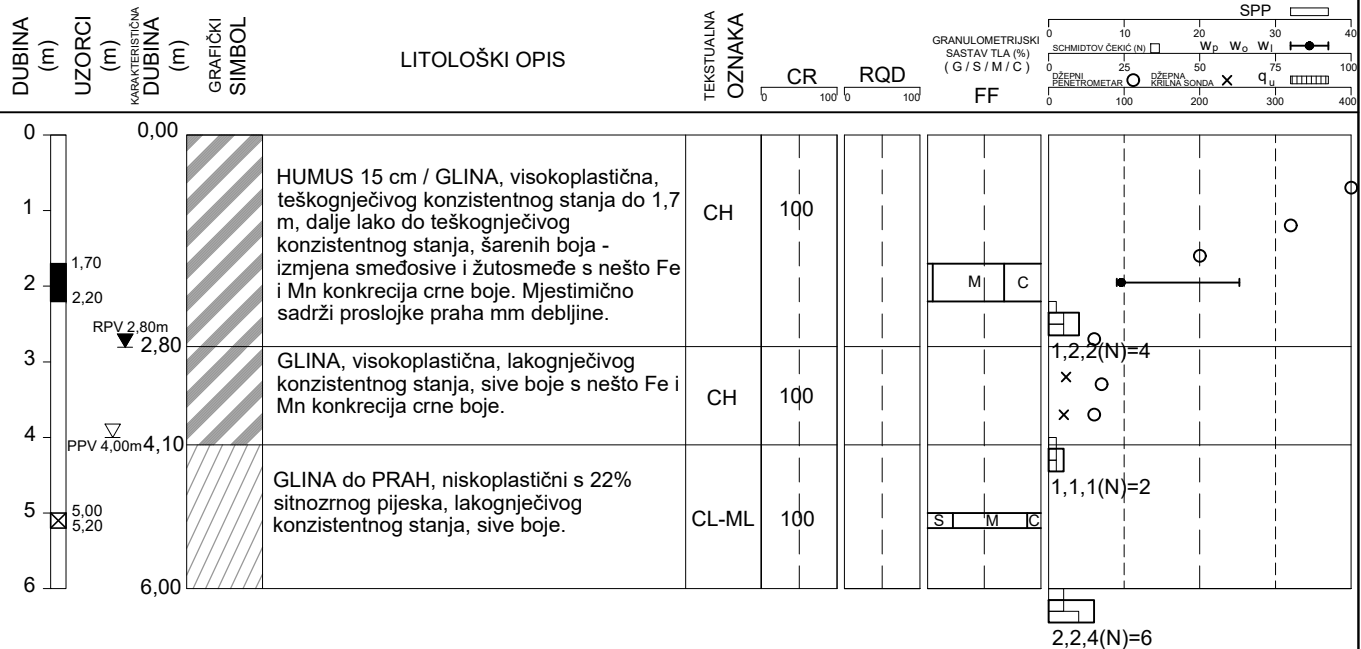 DUBINA
(m)
UZORCI
(m)
KARAKTERISTIČNA
DUBINA
(m)
GRAFIČKI
SIMBOL
LITOLOŠKI OPIS
TEKSTUALNA
OZNAKA
CR
0 100
RQD
0 100
GRANULOMETRIJSKI
SASTAV TLA (%)
( G / S / M / C )
FF
SPP
0 10 20 30 40
SCHMIDTOV ČEKIĆ (N) Wp Wo Wl
0 25 50 75 100
DŽEPNI
PENETROMETAR
DŽEPNA
KRILNA SONDA
qu
0 100 200 300 400
0
1
2
3
4
5
6
1,70
2,20
5,00
5,20
RPV 2,80m
PPV 4,00m
0,00
2,80
4,10
6,00
HUMUS 15 cm / GLINA, visokoplastična,
teškognječivog konzistentnog stanja do 1,7
m, dalje lako do teškognječivog
konzistentnog stanja, šarenih boja -
izmjena smeđosive i žutosmeđe s nešto Fe
i Mn konkrecija crne boje. Mjestimično
sadrži proslojke praha mm debljine.
CH
100
M C
1,2,2(N)=4
GLINA, visokoplastična, lakognječivog
konzistentnog stanja, sive boje s nešto Fe i
Mn konkrecija crne boje.
CH
100
1,1,1(N)=2
GLINA do PRAH, niskoplastični s 22%
sitnozrnog pijeska, lakognječivog
konzistentnog stanja, sive boje.
CL-ML
100
S M C
2,2,4(N)=6